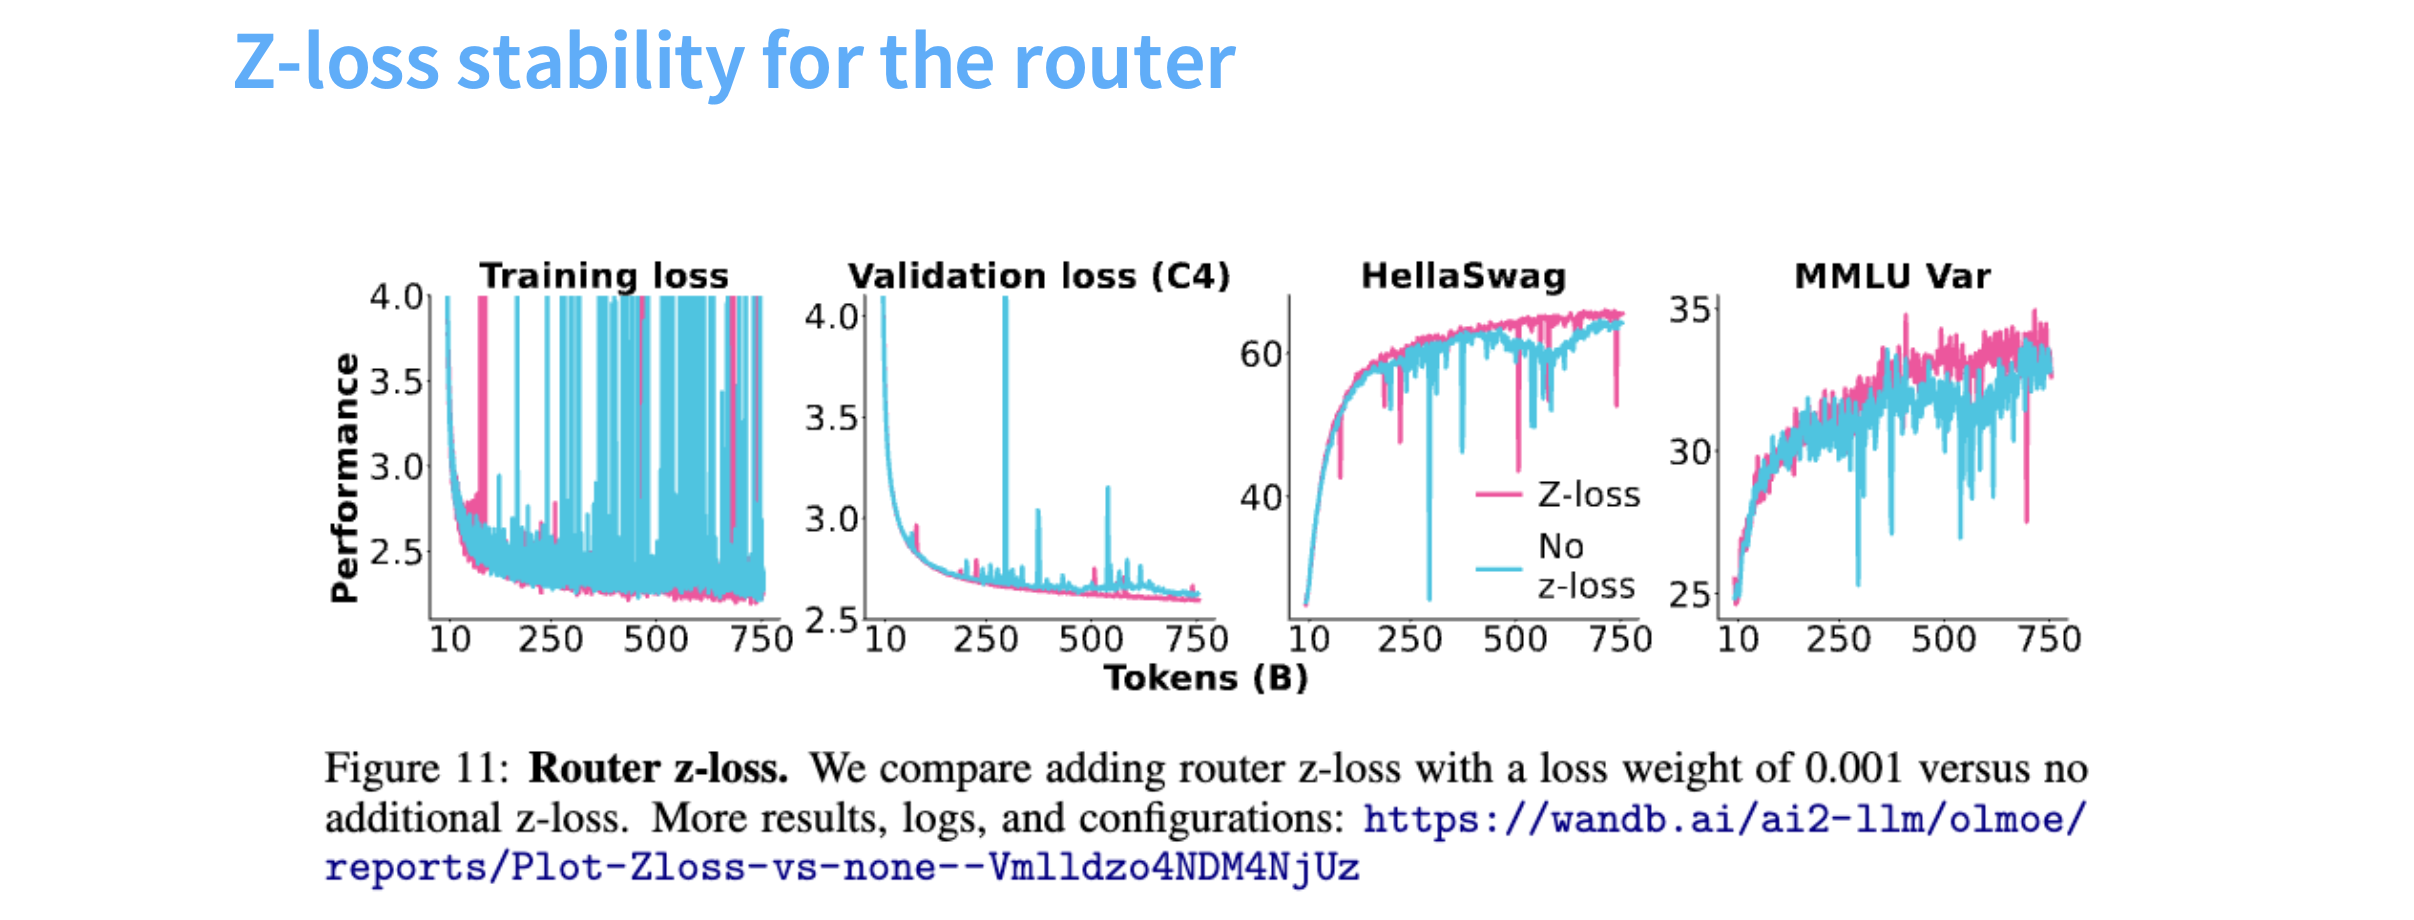 Z-loss stability for the router
Training loss
Validation loss (C4)
HellaSwag
MMLU Var
Performance
4.0
3.5
3.0
2.5
10 250 500 750
4.0
3.5
3.0
2.5
10 250 500 750
60
40
10 250 500 750
Z-loss
No
z-loss
35
30
25
10 250 500 750
Tokens (B)
Figure 11: Router z-loss. We compare adding router z-loss with a loss weight of 0.001 versus no
additional z-loss. More results, logs, and configurations: https://wandb.ai/ai2-llm/olmoe/
reports/Plot-Zloss-vs-none--Vmlldzo4NDM4NjUz